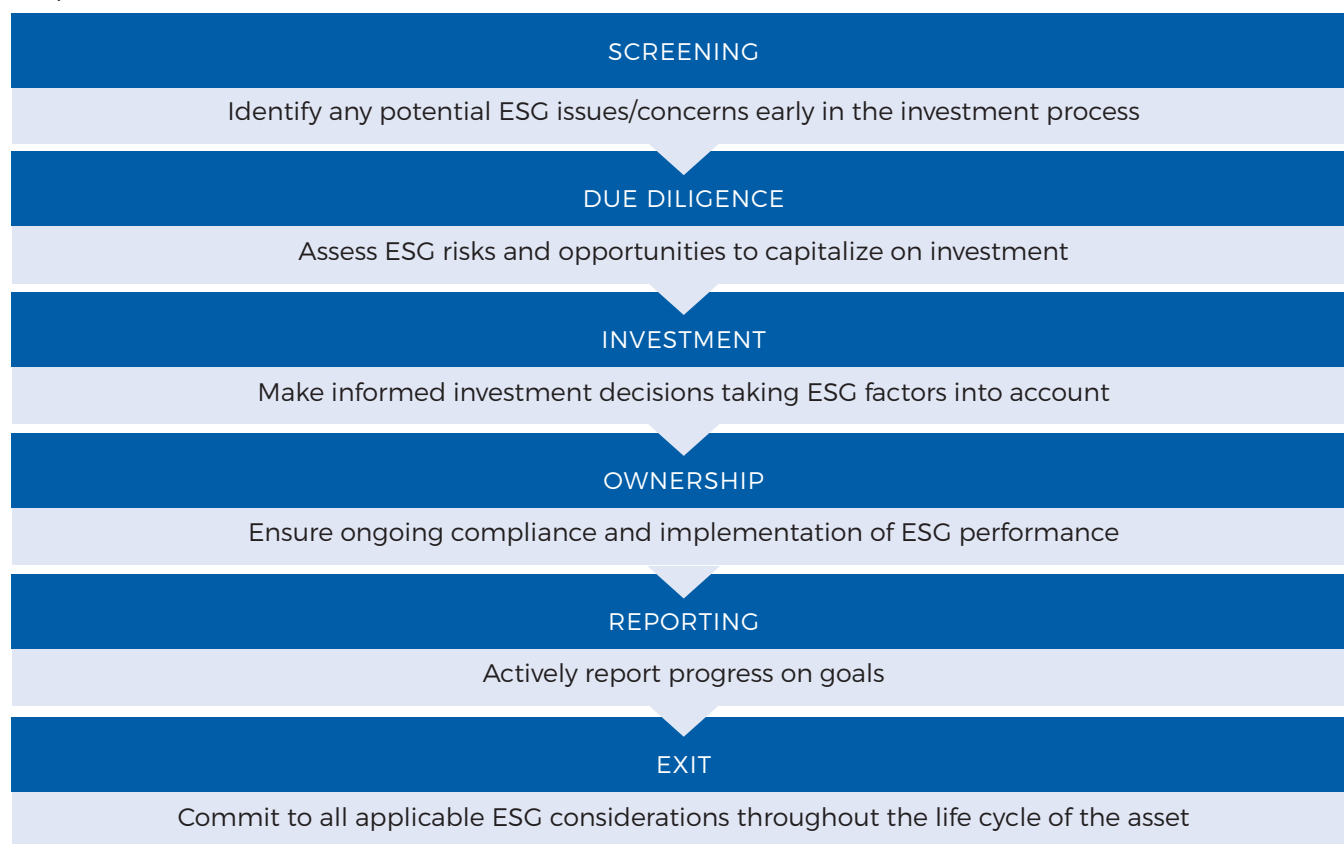 SCREENING
Identify any potential ESG issues/concerns early in the investment process
DUE DILIGENCE
Assess ESG risks and opportunities to capitalize on investment
INVESTMENT
Make informed investment decisions taking ESG factors into account
OWNERSHIP
Ensure ongoing compliance and implementation of ESG performance
REPORTING
Actively report progress on goals
EXIT
Commit to all applicable ESG considerations throughout the life cycle of the asset